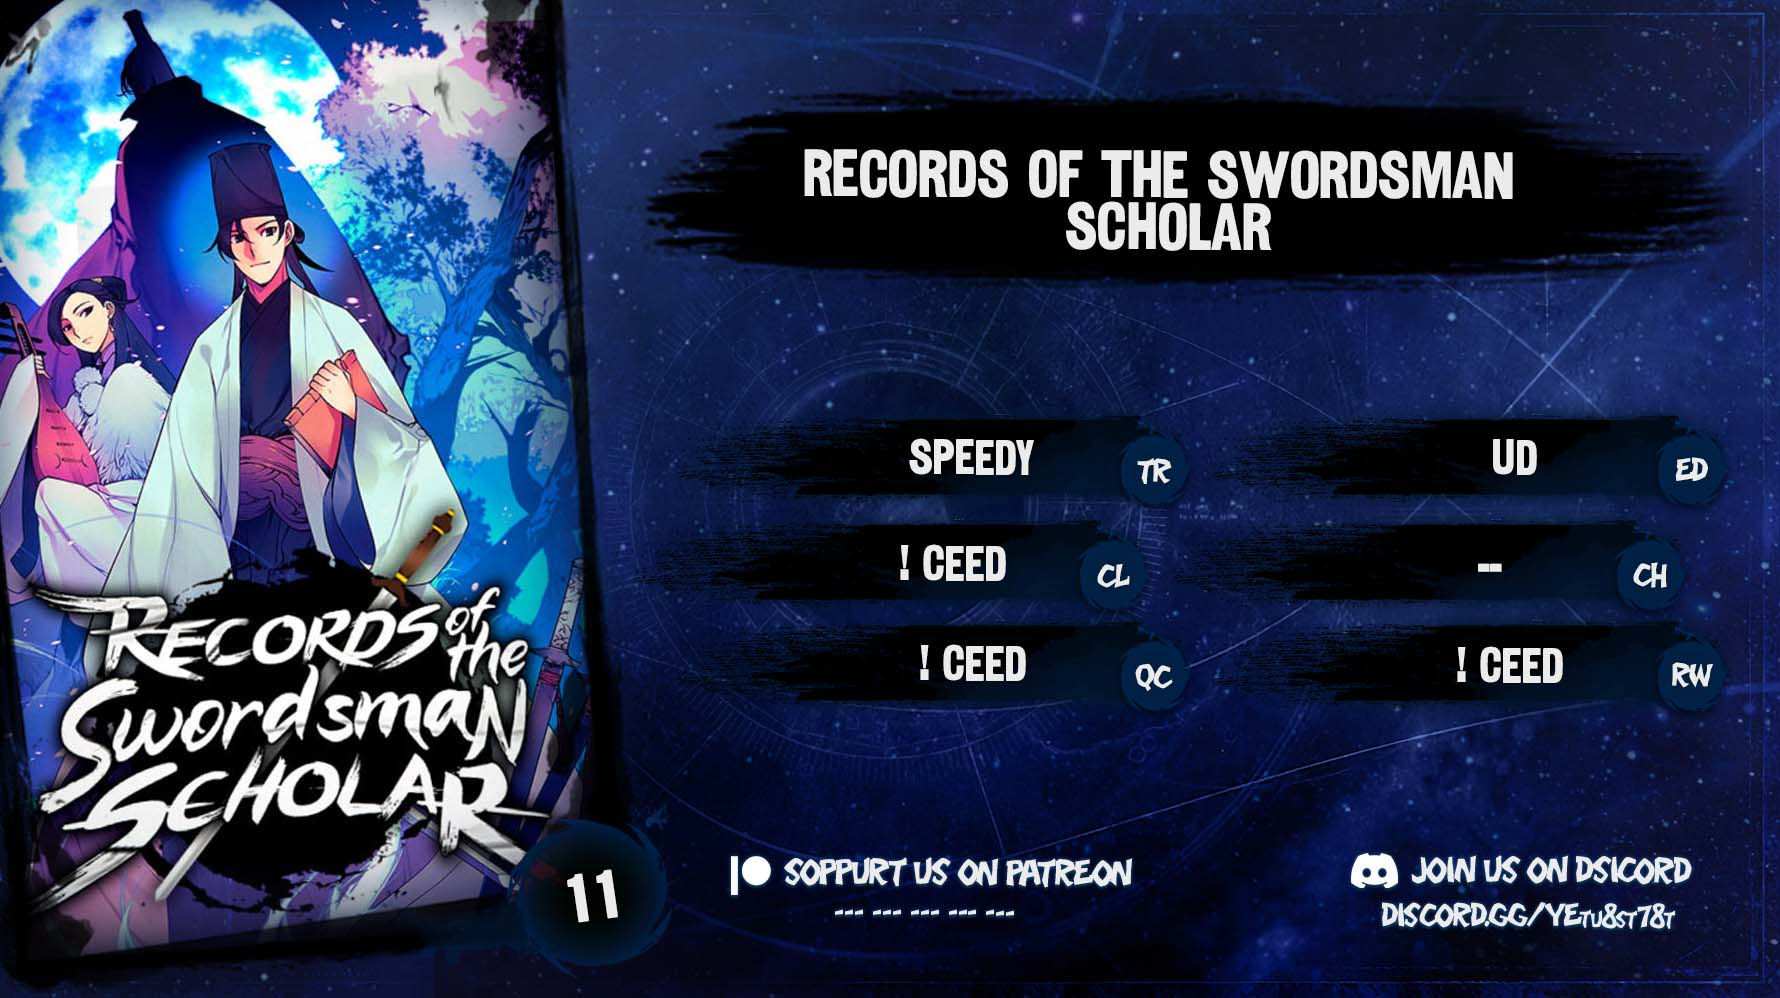 RECORDS of the
Swordsman
SCHOLAR
11
RECORDS OF THE SWORDSMAN
SCHOLAR
SPEEDY TR
UD ED
! CEED CL
-- CH
! CEED QC
! CEED RW
SOPPURT US ON PATREON
--- --- --- --- ---
JOIN US ON DSICORD
DISCORD.GG/YETU8ST78T